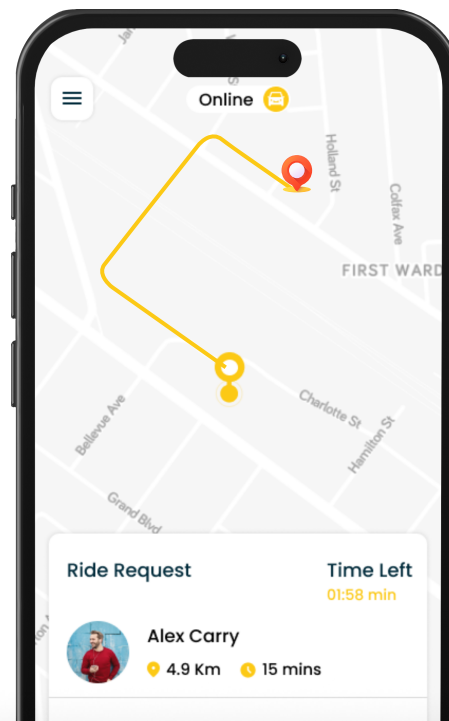 Online
Holland St
Colfax Ave
FIRST WARD
Charlotte St
Hamilton St
Bellevue Ave
Grand Blvd
Ride Request
Time Left
01:58 min
Alex Carry
4.9 Km
15 mins